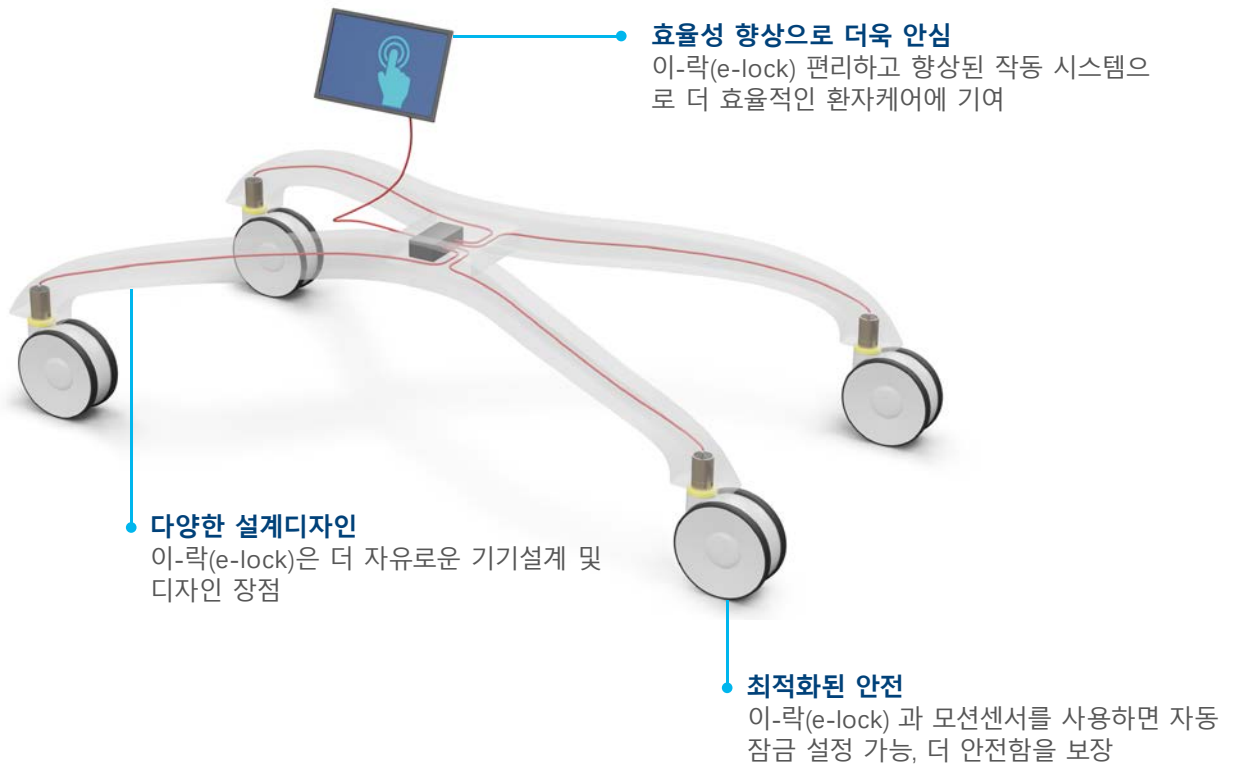 효율성 향상으로 더욱 안심
이-락(e-lock) 편리하고 향상된 작동 시스템으
로 더 효율적인 환자케어에 기여
다양한 설계디자인
이-락(e-lock)은 더 자유로운 기기설계 및
디자인 장점
최적화된 안전
이-락(e-lock) 과 모션센서를 사용하면 자동
잠금 설정 가능, 더 안전함을 보장